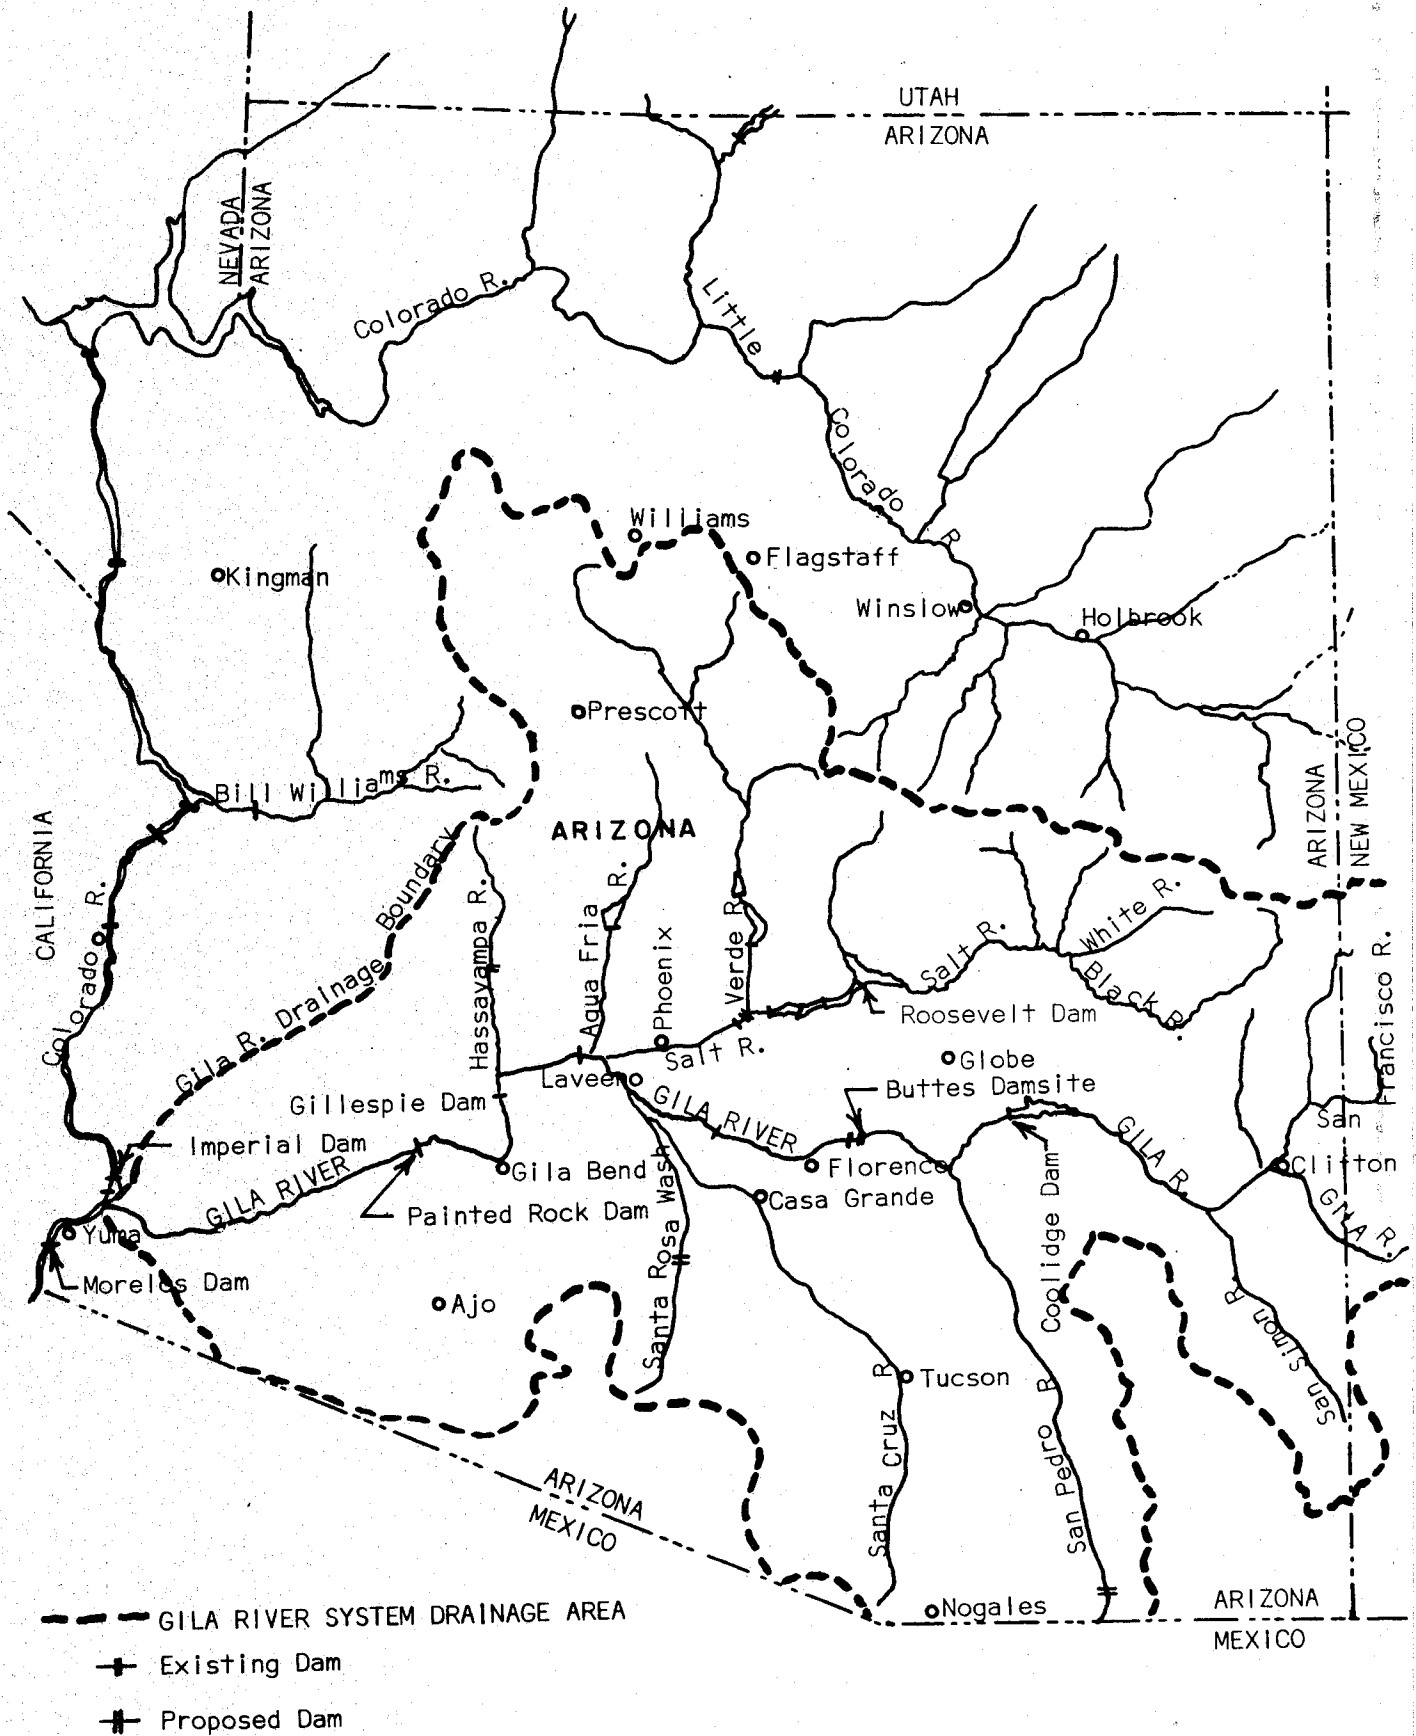 UTAH
ARIZONA
NEVADA
ARIZONA
Colorado R.
Little
Colorado
R
Williams
Flagstaff
Kingman
Winslow
Holbrook
Prescott
Bill Williams R.
ARIZONA
NEW MEXICO
CALIFORNIA
ARIZONA
Gila R. Drainage Boundary
Colorado R.
Hassayampa R.
Agua Fria R.
Phoenix
Verde R.
Salt R.
White R.
Black R.
San Francisco R.
Roosevelt Dam
Salt R.
Globe
Laveen
Buttes Damsite
Gillespie Dam
GILA RIVER
GILA R.
Imperial Dam
Gila Bend
Florence
Clifton
GILA RIVER
Painted Rock Dam
Casa Grande
Santa Rosa Wash
Coolidge Dam
GILA R.
Yuma
Morelos Dam
Ajo
San Simon R.
Tucson
Santa Cruz R.
San Pedro R
ARIZONA
MEXICO
Nogales
ARIZONA
MEXICO
GILA RIVER SYSTEM DRAINAGE AREA
Existing Dam
Proposed Dam